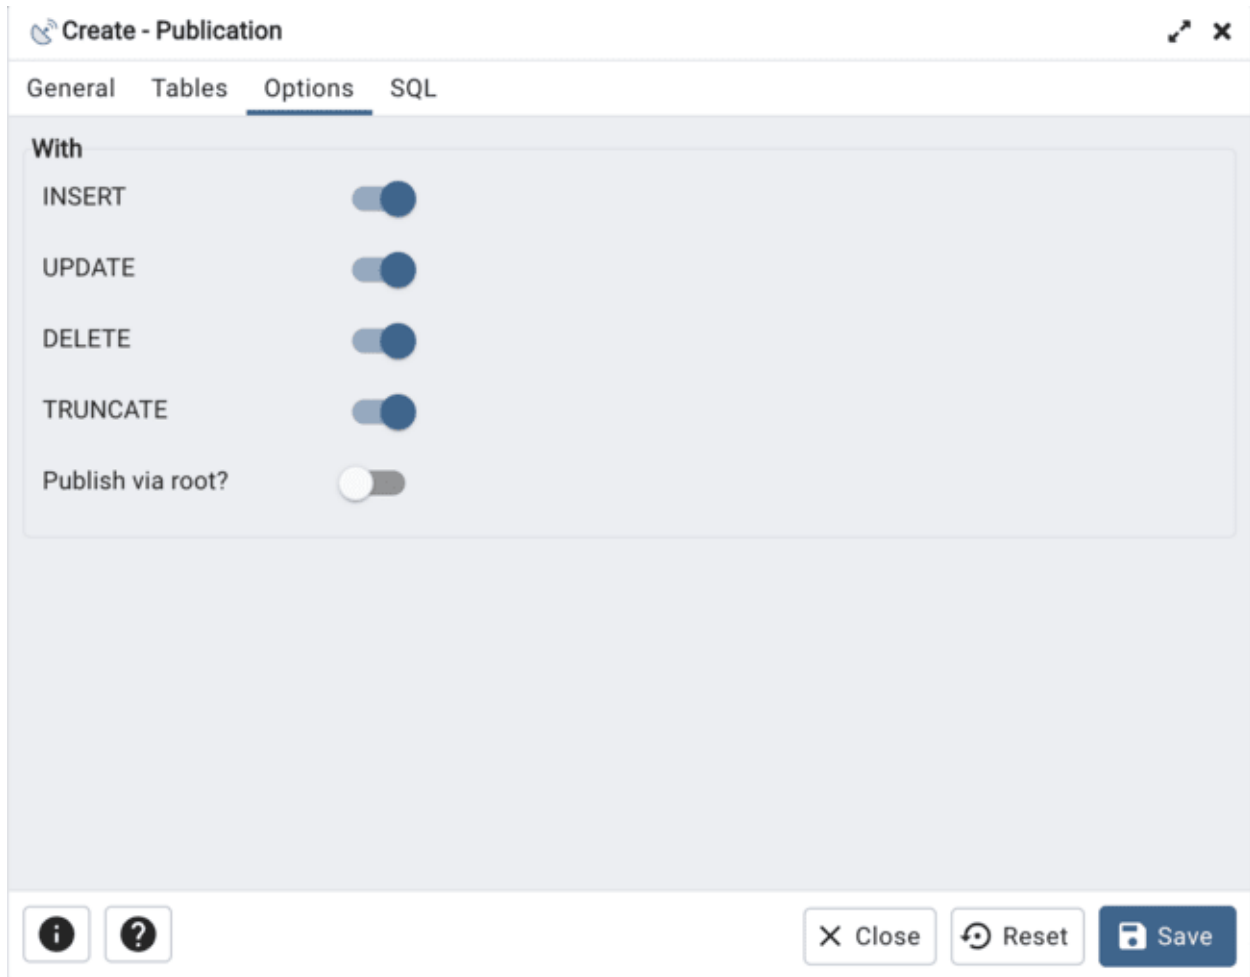 Create - Publication
General Tables Options SQL
With
INSERT
UPDATE
DELETE
TRUNCATE
Publish via root?
Close Reset Save